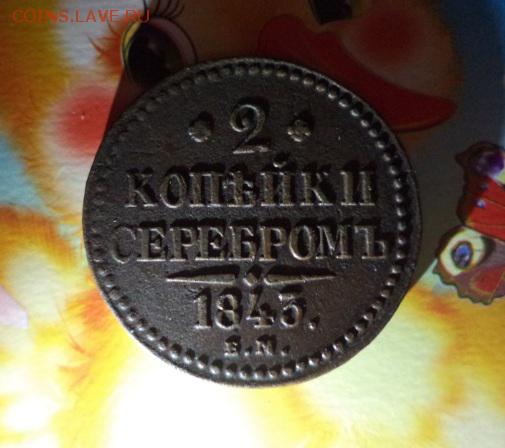 COINS.LAVE.RU
2
КОПѢЙКИ
СЕРЕБРОМЪ
1843.
Е.М.